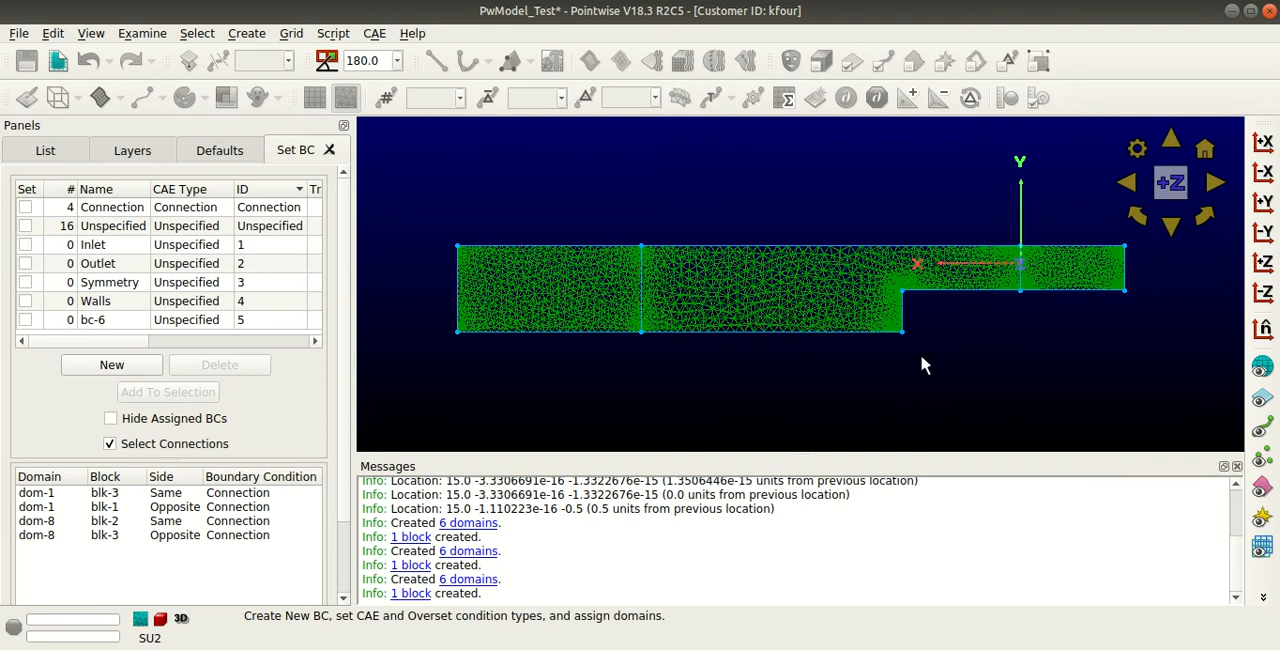 PwModel_Test* - Pointwise V18.3 R2C5 - [Customer ID: kfour]
File Edit View Examine Select Create Grid Script CAE Help
180.0
Panels
List Layers Defaults Set BC
Set # Name CAE Type ID Tr
4 Connection Connection Connection
16 Unspecified Unspecified Unspecified
0 Inlet Unspecified 1
0 Outlet Unspecified 2
0 Symmetry Unspecified 3
0 Walls Unspecified 4
0 bc-6 Unspecified 5
New Delete
Add To Selection
Hide Assigned BCs
Select Connections
Domain Block Side Boundary Condition
dom-1 blk-3 Same Connection
dom-1 blk-1 Opposite Connection
dom-8 blk-2 Same Connection
dom-8 blk-3 Opposite Connection
Y
X
+Z
+X
-X
+Y
-Y
+Z
-Z
n̂
Messages
Info: Location: 15.0 -3.3306691e-16 -1.3322676e-15 (1.3506446e-15 units from previous location)
Info: Location: 15.0 -3.3306691e-16 -1.3322676e-15 (0.0 units from previous location)
Info: Location: 15.0 -1.110223e-16 -0.5 (0.5 units from previous location)
Info: Created 6 domains.
Info: 1 block created.
Info: Created 6 domains.
Info: 1 block created.
Info: Created 6 domains.
Info: 1 block created.
3D
SU2
Create New BC, set CAE and Overset condition types, and assign domains.